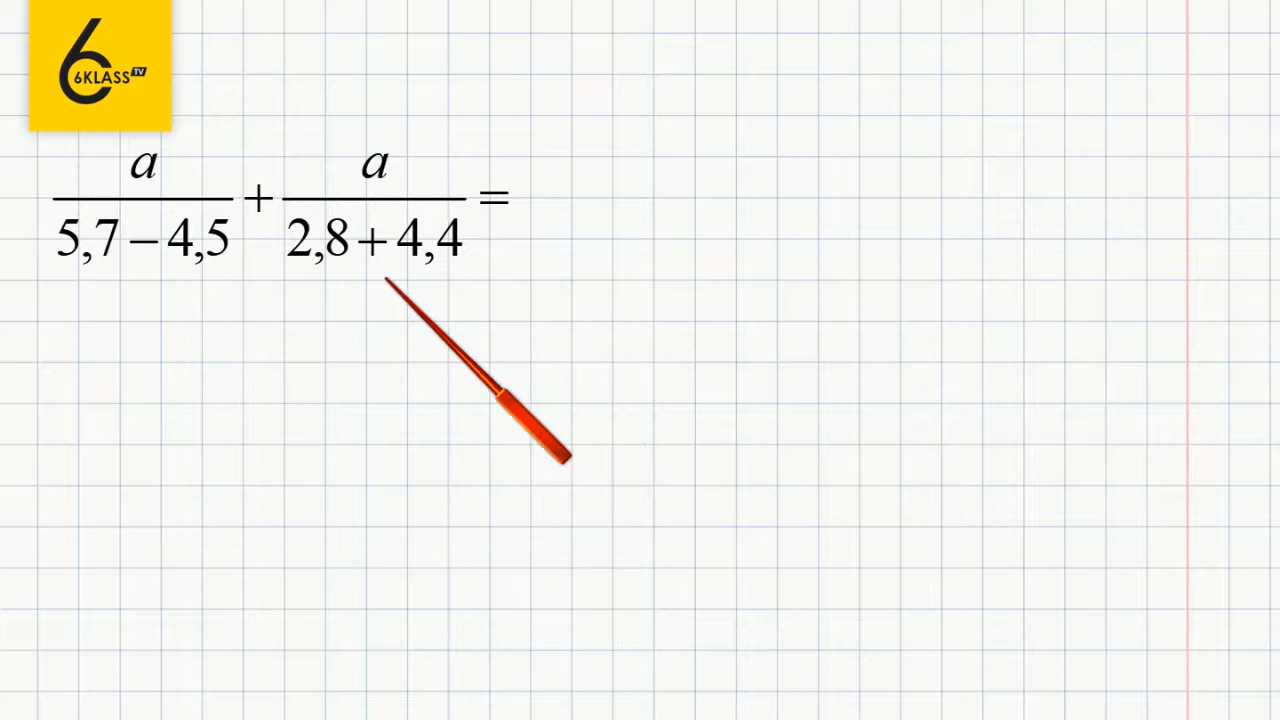 6KLASS TV
a/(5,7 − 4,5) + a/(2,8 + 4,4) =